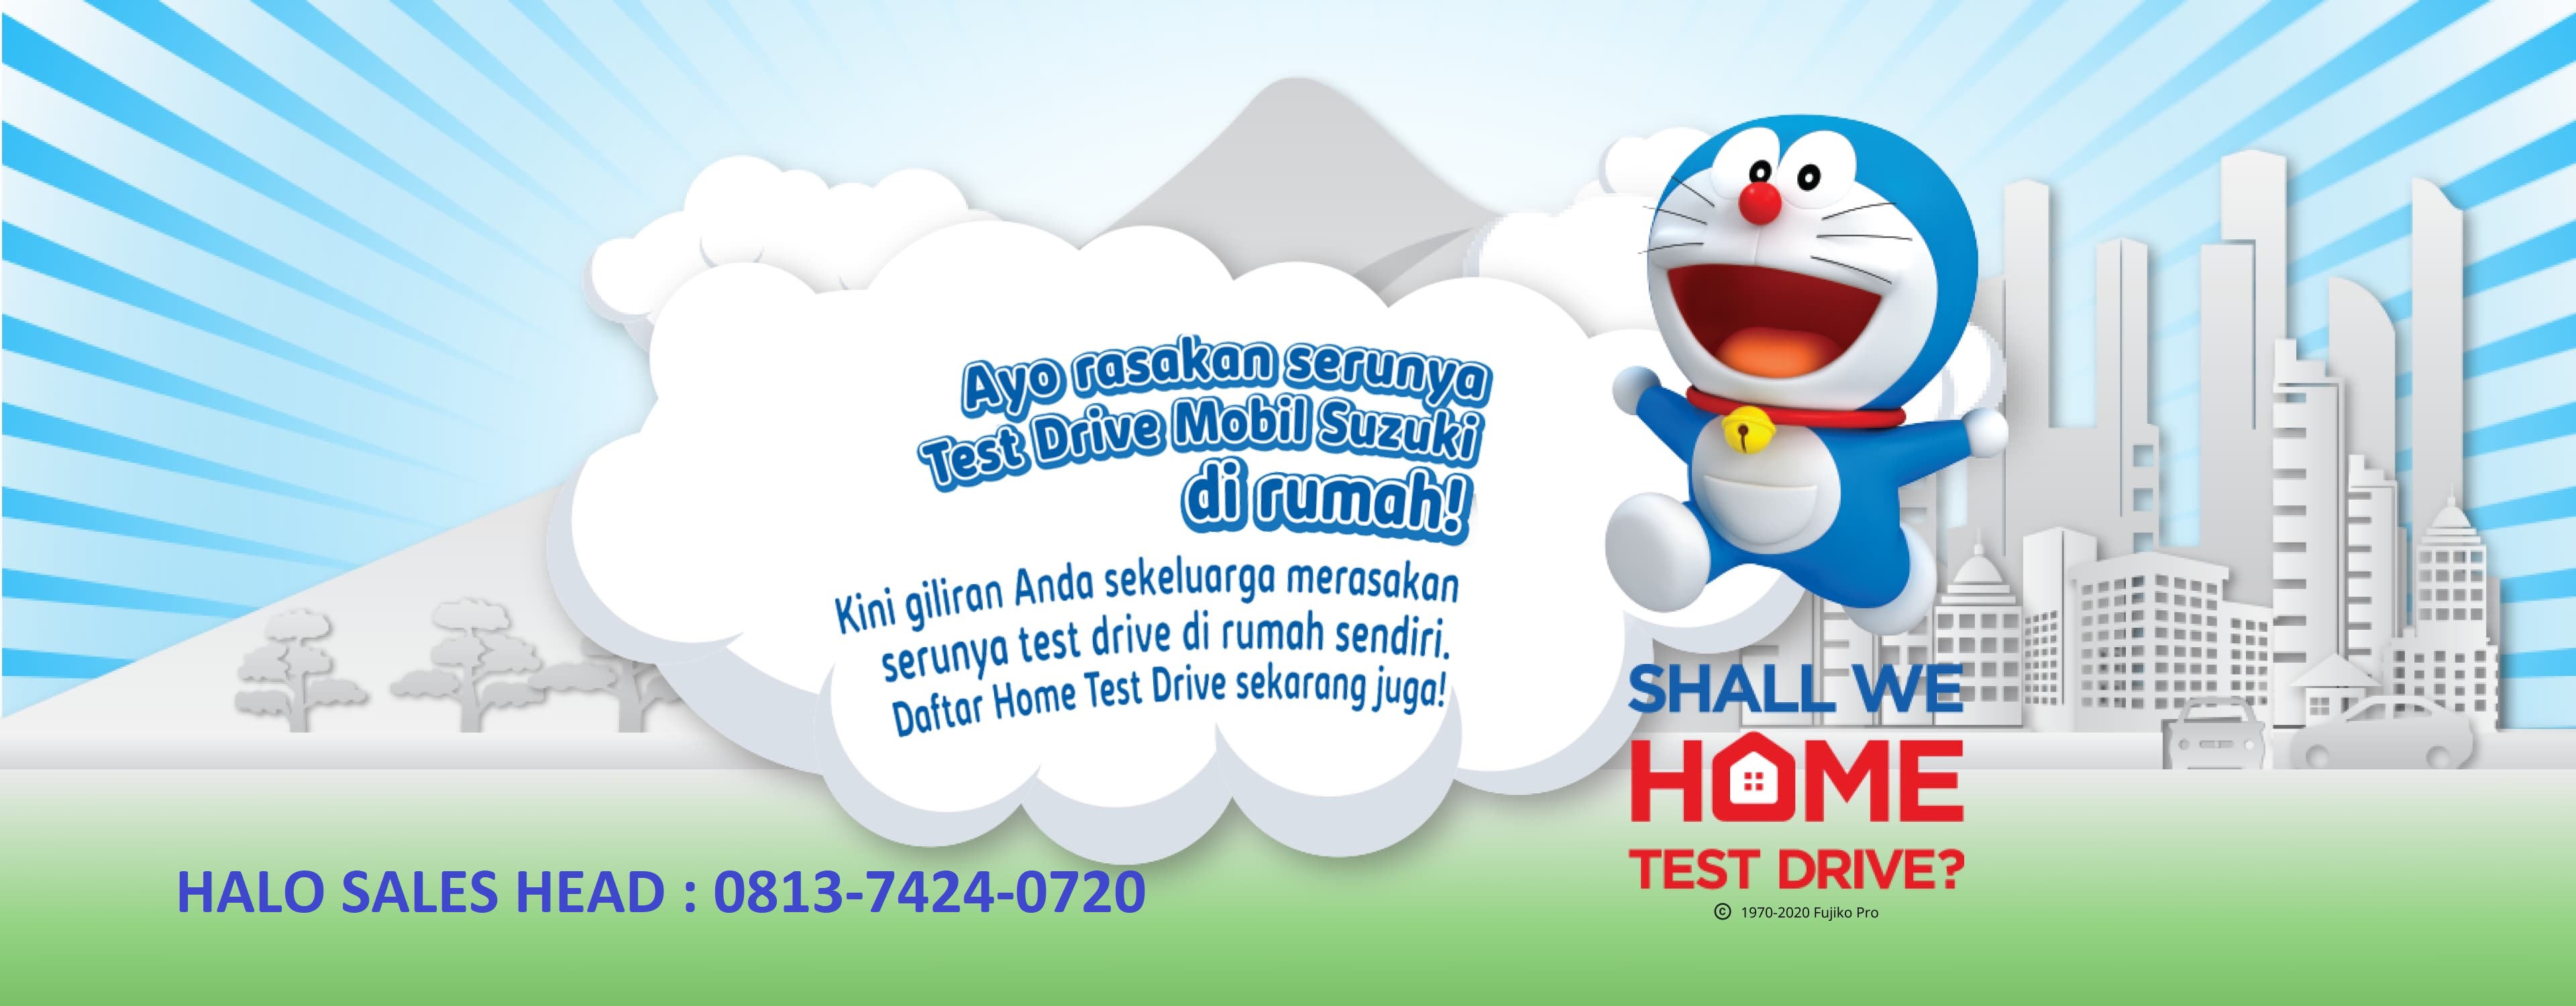 Ayo rasakan serunya
Test Drive Mobil Suzuki
di rumah!
Kini giliran Anda sekeluarga merasakan
serunya test drive di rumah sendiri.
Daftar Home Test Drive sekarang juga!
SHALL WE
HOME
TEST DRIVE?
© 1970-2020 Fujiko Pro
HALO SALES HEAD : 0813-7424-0720